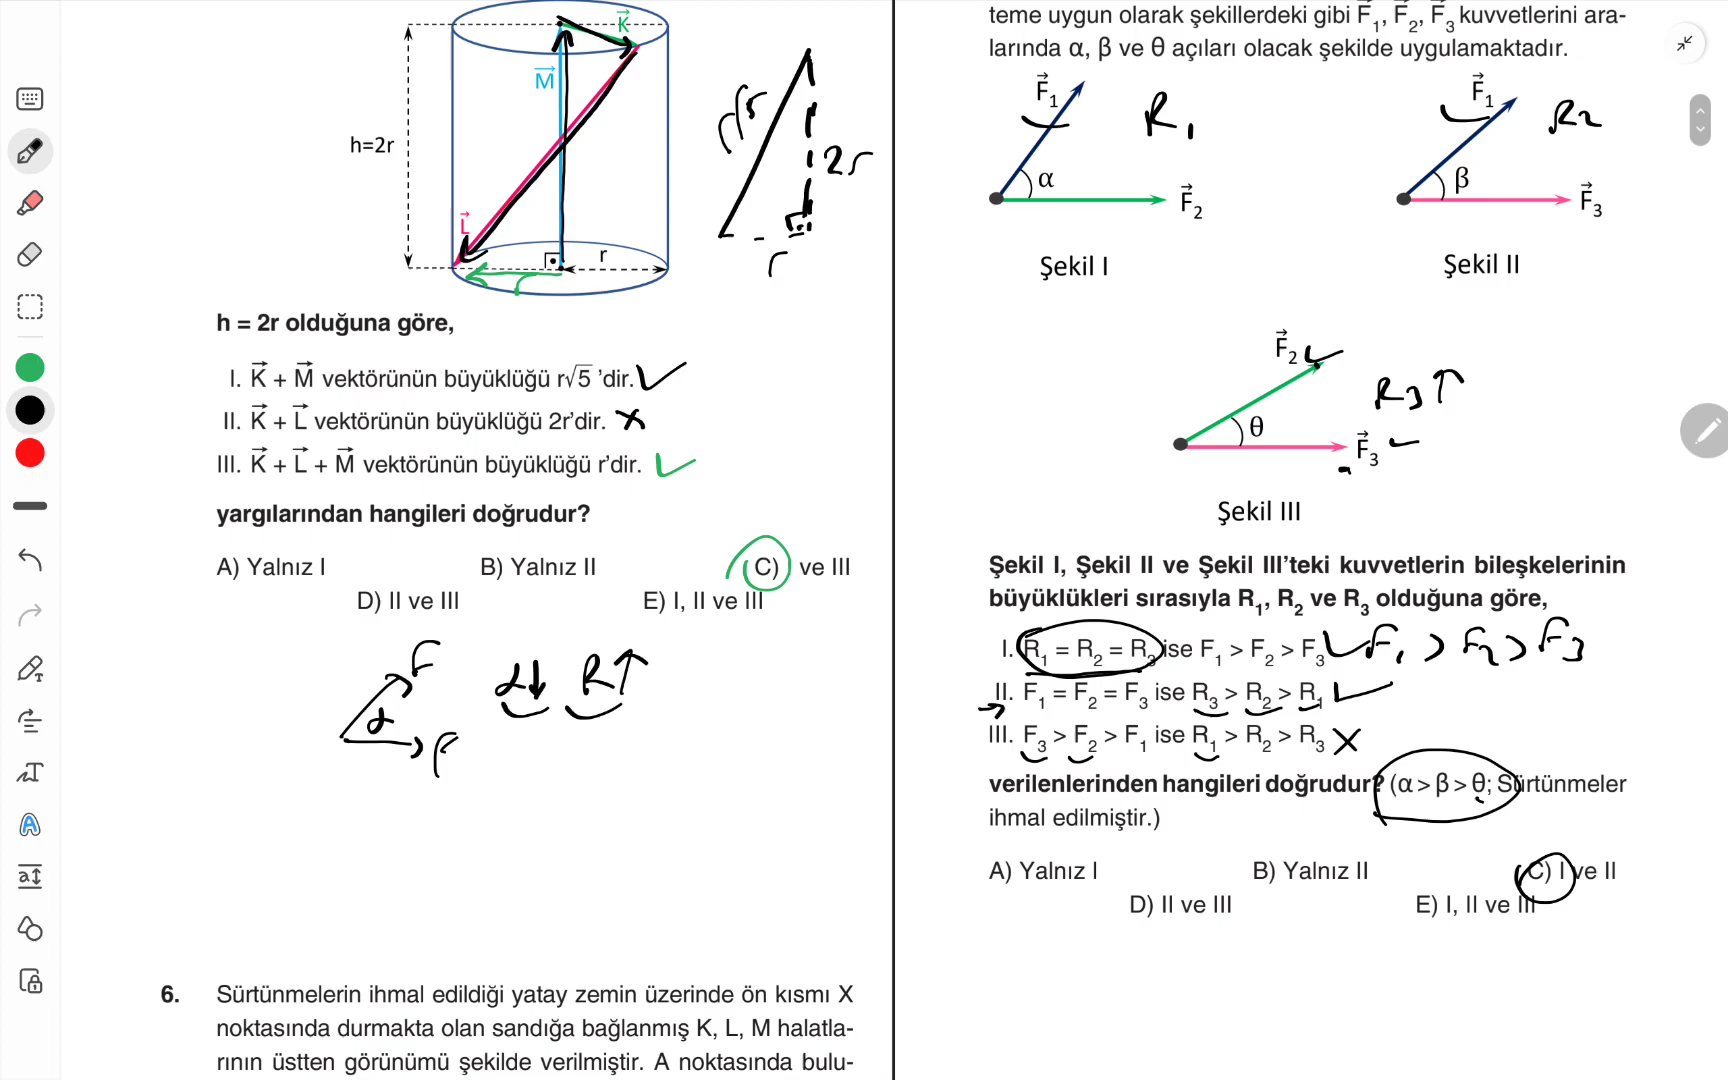 K
M
h=2r
L
r
r
r√5
2r
r
h = 2r olduğuna göre,
I. K + M vektörünün büyüklüğü r√5 'dir.
II. K + L vektörünün büyüklüğü 2r'dir.
III. K + L + M vektörünün büyüklüğü r'dir.
yargılarından hangileri doğrudur?
A) Yalnız I
B) Yalnız II
C) ve III
D) II ve III
E) I, II ve III
F
α
F
α↓ R↑
6. Sürtünmelerin ihmal edildiği yatay zemin üzerinde ön kısmı X
noktasında durmakta olan sandığa bağlanmış K, L, M halatla-
rının üstten görünümü şekilde verilmiştir. A noktasında bulu-
teme uygun olarak şekillerdeki gibi F1, F2, F3 kuvvetlerini ara-
larında α, β ve θ açıları olacak şekilde uygulamaktadır.
F1
R1
α
F2
Şekil I
F1
R2
β
F3
Şekil II
F2
R3↑
θ
F3
Şekil III
Şekil I, Şekil II ve Şekil III'teki kuvvetlerin bileşkelerinin
büyüklükleri sırasıyla R1, R2 ve R3 olduğuna göre,
I. R1 = R2 = R3 ise F1 > F2 > F3 F1 > F2 > F3
II. F1 = F2 = F3 ise R3 > R2 > R1
III. F3 > F2 > F1 ise R1 > R2 > R3
verilenlerinden hangileri doğrudur? (α > β > θ; Sürtünmeler
ihmal edilmiştir.)
A) Yalnız I
B) Yalnız II
C) I ve II
D) II ve III
E) I, II ve III